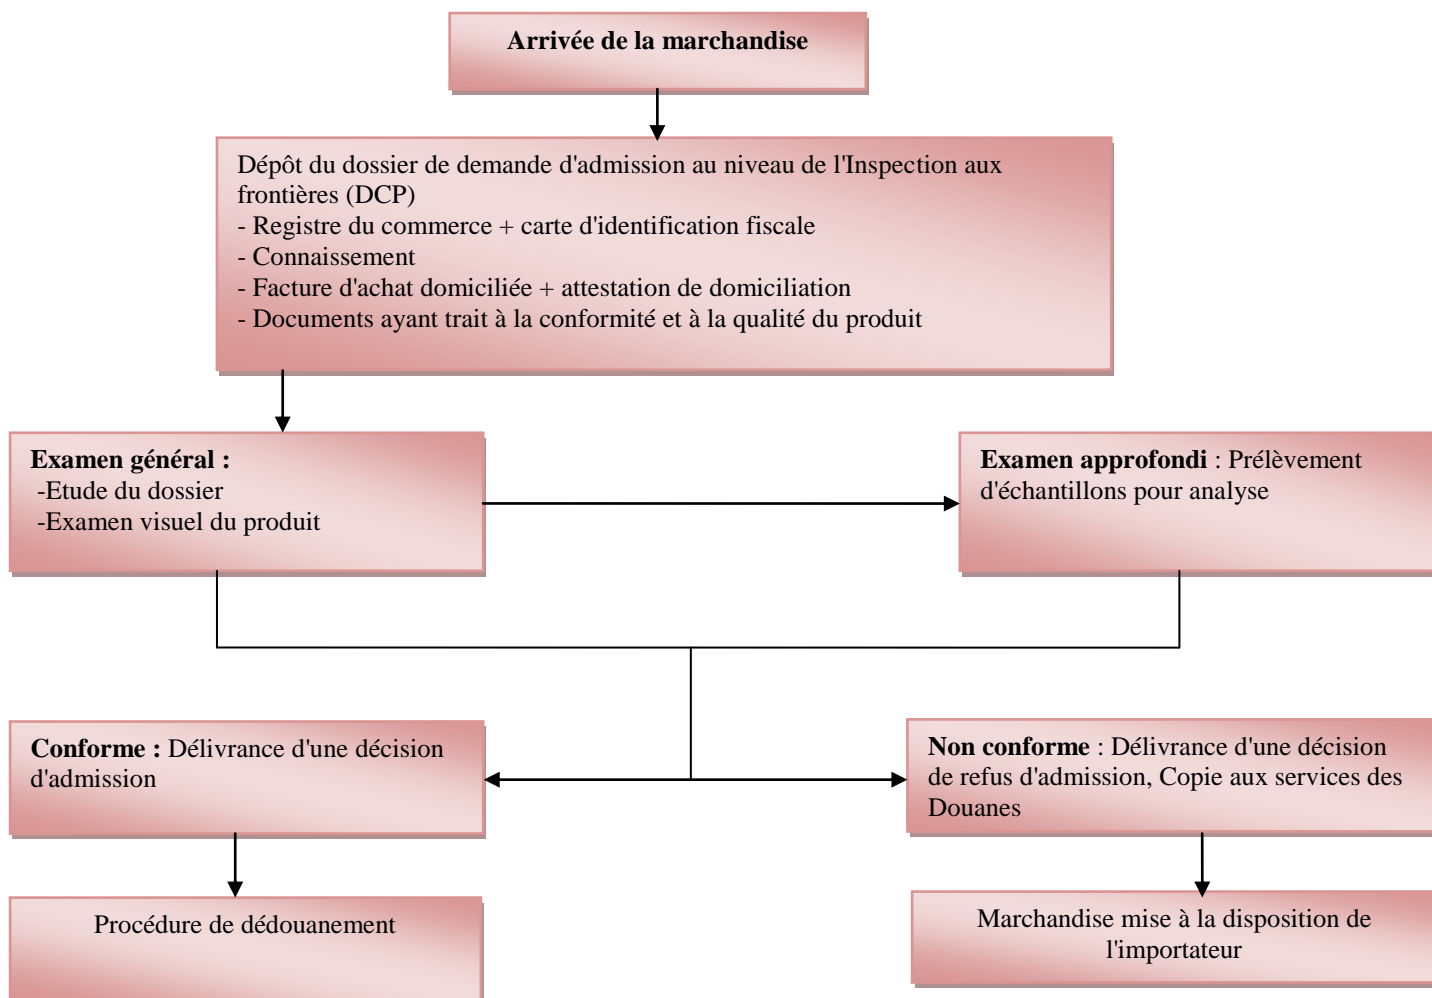 Arrivée de la marchandise
Dépôt du dossier de demande d'admission au niveau de l'Inspection aux
frontières (DCP)
- Registre du commerce + carte d'identification fiscale
- Connaissement
- Facture d'achat domiciliée + attestation de domiciliation
- Documents ayant trait à la conformité et à la qualité du produit
Examen général :
-Etude du dossier
-Examen visuel du produit
Examen approfondi : Prélèvement
d'échantillons pour analyse
Conforme : Délivrance d'une décision
d'admission
Non conforme : Délivrance d'une décision
de refus d'admission, Copie aux services des
Douanes
Procédure de dédouanement
Marchandise mise à la disposition de
l'importateur